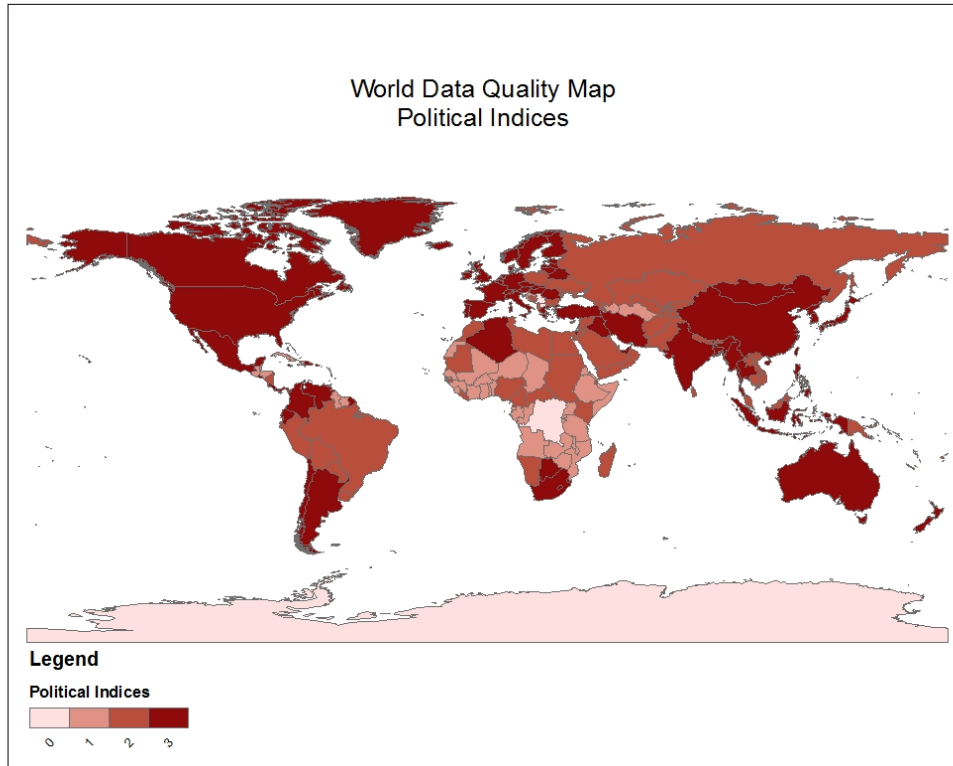 World Data Quality Map
Political Indices
Legend
Political Indices
0 1 2 3